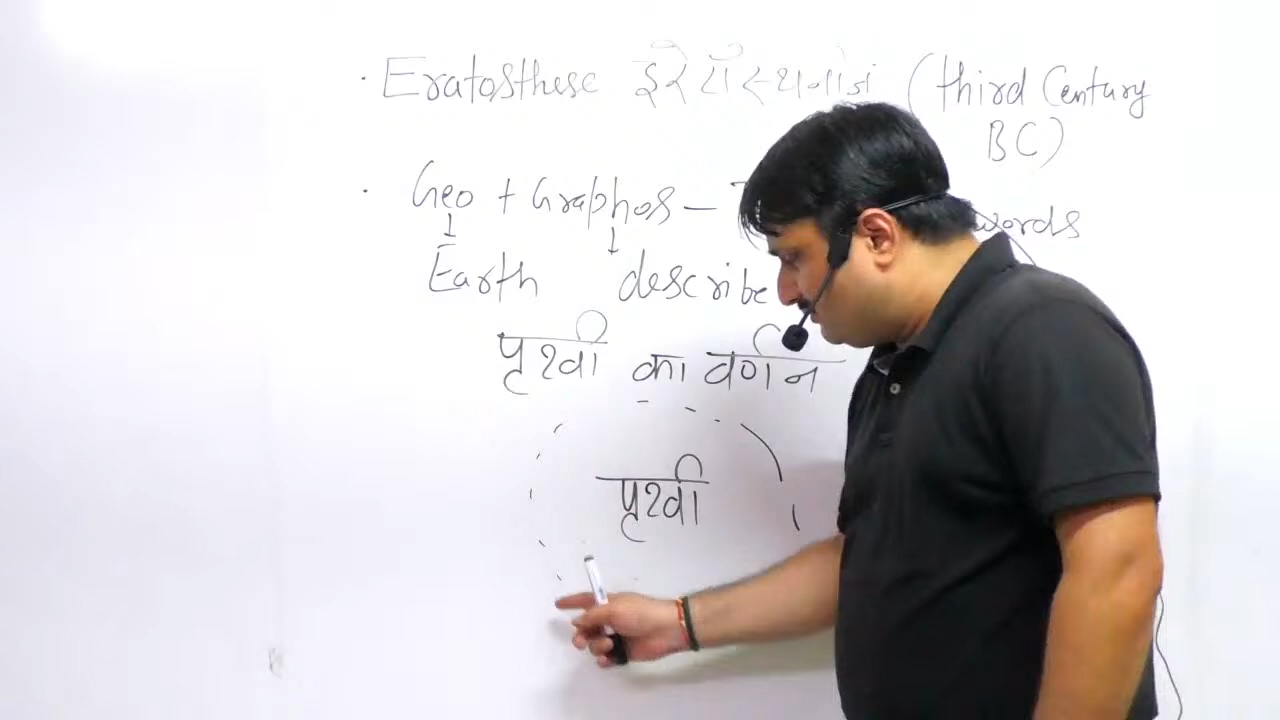 · Eratosthese इरेटॉस्थनीज (third Century
BC)
· Geo + Graphos – words
Earth describe
पृथ्वी का वर्णन
पृथ्वी